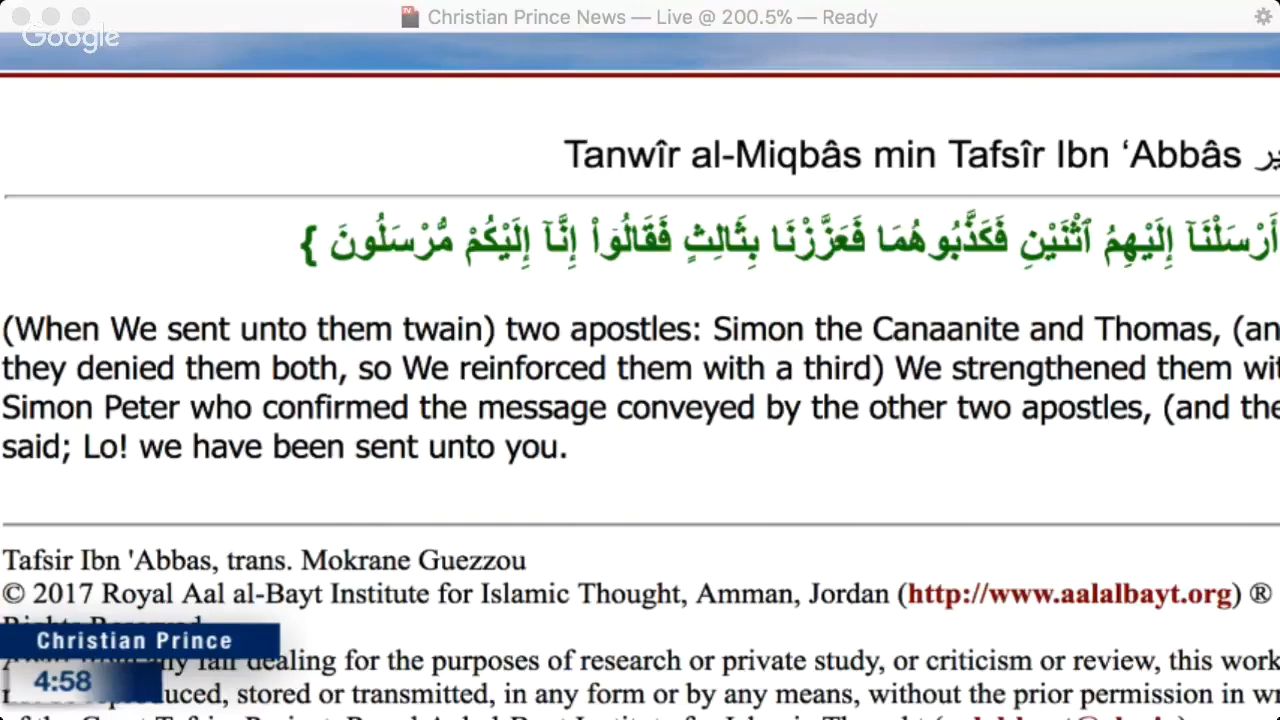 Christian Prince News — Live @ 200.5% — Ready
Google
Tanwîr al-Miqbâs min Tafsîr Ibn ‘Abbâs
أَرْسَلْنَآ إِلَيْهِمُ ٱثْنَيْنِ فَكَذَّبُوهُمَا فَعَزَّزْنَا بِثَالِثٍ فَقَالُوۤاْ إِنَّآ إِلَيْكُمْ مُّرْسَلُونَ }
(When We sent unto them twain) two apostles: Simon the Canaanite and Thomas, (an
they denied them both, so We reinforced them with a third) We strengthened them wit
Simon Peter who confirmed the message conveyed by the other two apostles, (and the
said; Lo! we have been sent unto you.
Tafsir Ibn 'Abbas, trans. Mokrane Guezzou
© 2017 Royal Aal al-Bayt Institute for Islamic Thought, Amman, Jordan (http://www.aalalbayt.org) ®
Rights Reserved
Christian Prince
any fair dealing for the purposes of research or private study, or criticism or review, this work
4:58
stored or transmitted, in any form or by any means, without the prior permission in wr